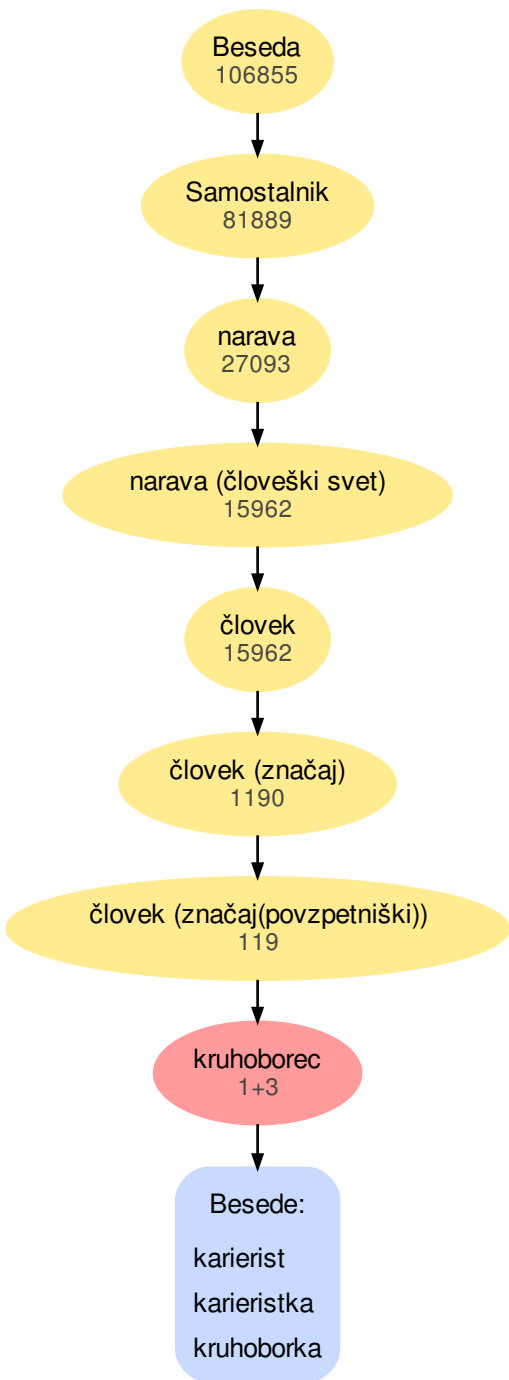 Beseda
106855
Samostalnik
81889
narava
27093
narava (človeški svet)
15962
človek
15962
človek (značaj)
1190
človek (značaj(povzpetniški))
119
kruhoborec
1+3
Besede:
karierist
karieristka
kruhoborka